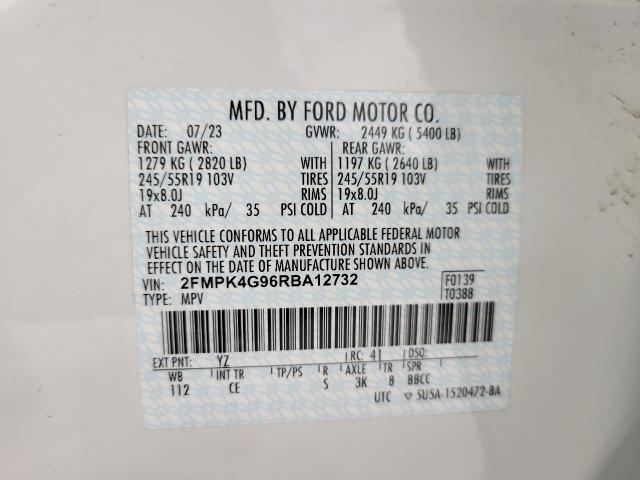 MFD. BY FORD MOTOR CO.
DATE: 07/23 GVWR: 2449 KG ( 5400 LB)
FRONT GAWR: REAR GAWR:
1279 KG ( 2820 LB) WITH 1197 KG ( 2640 LB) WITH
245/55R19 103V TIRES 245/55R19 103V TIRES
19x8.0J RIMS 19x8.0J RIMS
AT 240 kPa/ 35 PSI COLD AT 240 kPa/ 35 PSI COLD
THIS VEHICLE CONFORMS TO ALL APPLICABLE FEDERAL MOTOR
VEHICLE SAFETY AND THEFT PREVENTION STANDARDS IN
EFFECT ON THE DATE OF MANUFACTURE SHOWN ABOVE.
VIN: 2FMPK4G96RBA12732 F0139
TYPE: MPV T0388
EXT PNT: YZ RC: 41 DSO:
WB INT TR TP/PS R AXLE TR SPR
112 CE S 3K 8 BBCC
UTC ▽ 5U5A-1520472-BA